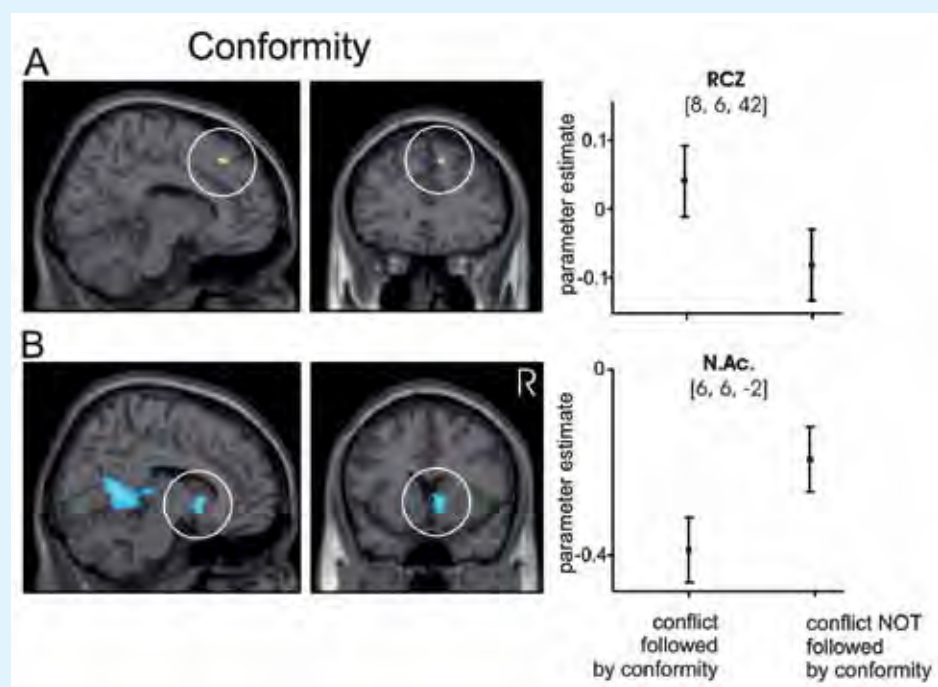 Conformity
A
RCZ
[8, 6, 42]
parameter estimate
0.1
0
-0.1
B
R
N.Ac.
[6, 6, -2]
parameter estimate
0
-0.4
conflict
followed
by conformity
conflict NOT
followed
by conformity